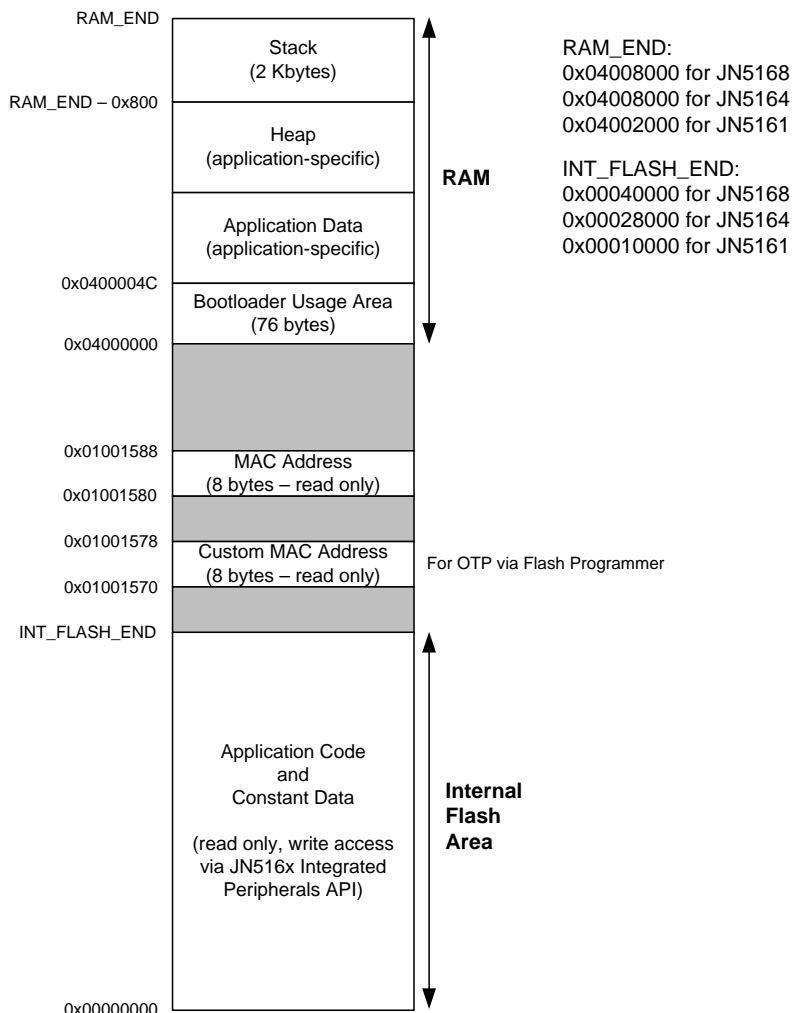 RAM_END
Stack
(2 Kbytes)
RAM_END – 0x800
Heap
(application-specific)
RAM
Application Data
(application-specific)
0x0400004C
Bootloader Usage Area
(76 bytes)
0x04000000
0x01001588
MAC Address
(8 bytes – read only)
0x01001580
0x01001578
Custom MAC Address
(8 bytes – read only)
For OTP via Flash Programmer
0x01001570
INT_FLASH_END
Application Code
and
Constant Data
(read only, write access
via JN516x Integrated
Peripherals API)
Internal
Flash
Area
0x00000000
RAM_END:
0x04008000 for JN5168
0x04008000 for JN5164
0x04002000 for JN5161
INT_FLASH_END:
0x00040000 for JN5168
0x00028000 for JN5164
0x00010000 for JN5161